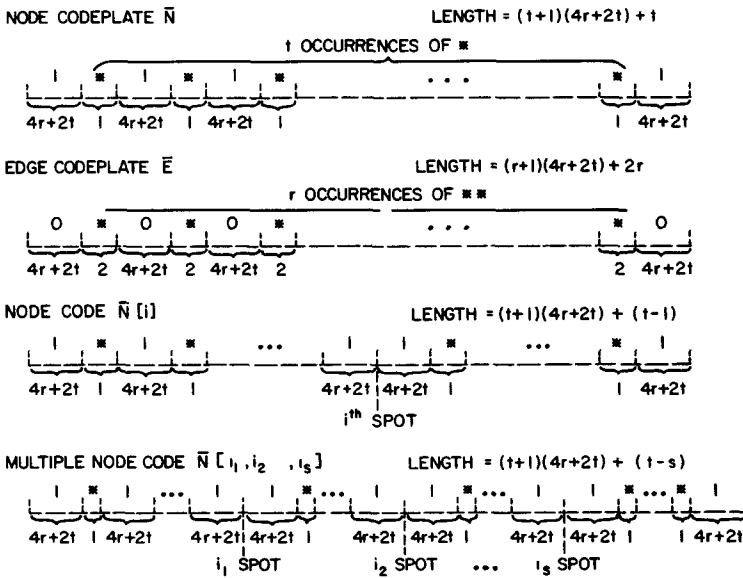 NODE CODEPLATE N̄ LENGTH = (t+1)(4r+2t) + t
t OCCURRENCES OF *
1 * 1 * 1 * ... * 1
4r+2t 1 4r+2t 1 4r+2t 1 1 4r+2t
EDGE CODEPLATE Ē LENGTH = (r+1)(4r+2t) + 2r
r OCCURRENCES OF **
0 * 0 * 0 * ... * 0
4r+2t 2 4r+2t 2 4r+2t 2 2 4r+2t
NODE CODE N̄ [i] LENGTH = (t+1)(4r+2t) + (t-1)
1 * 1 * ... 1 1 * ... * 1
4r+2t 1 4r+2t 1 4r+2t 4r+2t 1 1 4r+2t
i th SPOT
MULTIPLE NODE CODE N̄ [ı1, i2 , ıs] LENGTH = (t+1)(4r+2t) + (t-s)
1 * 1 ... 1 1 * ... 1 1 * ... 1 1 * ... * 1
4r+2t 1 4r+2t 4r+2t 4r+2t 1 4r+2t 4r+2t 1 4r+2t 4r+2t 1 1 4r+2t
i1 SPOT i2 SPOT ... ıs SPOT